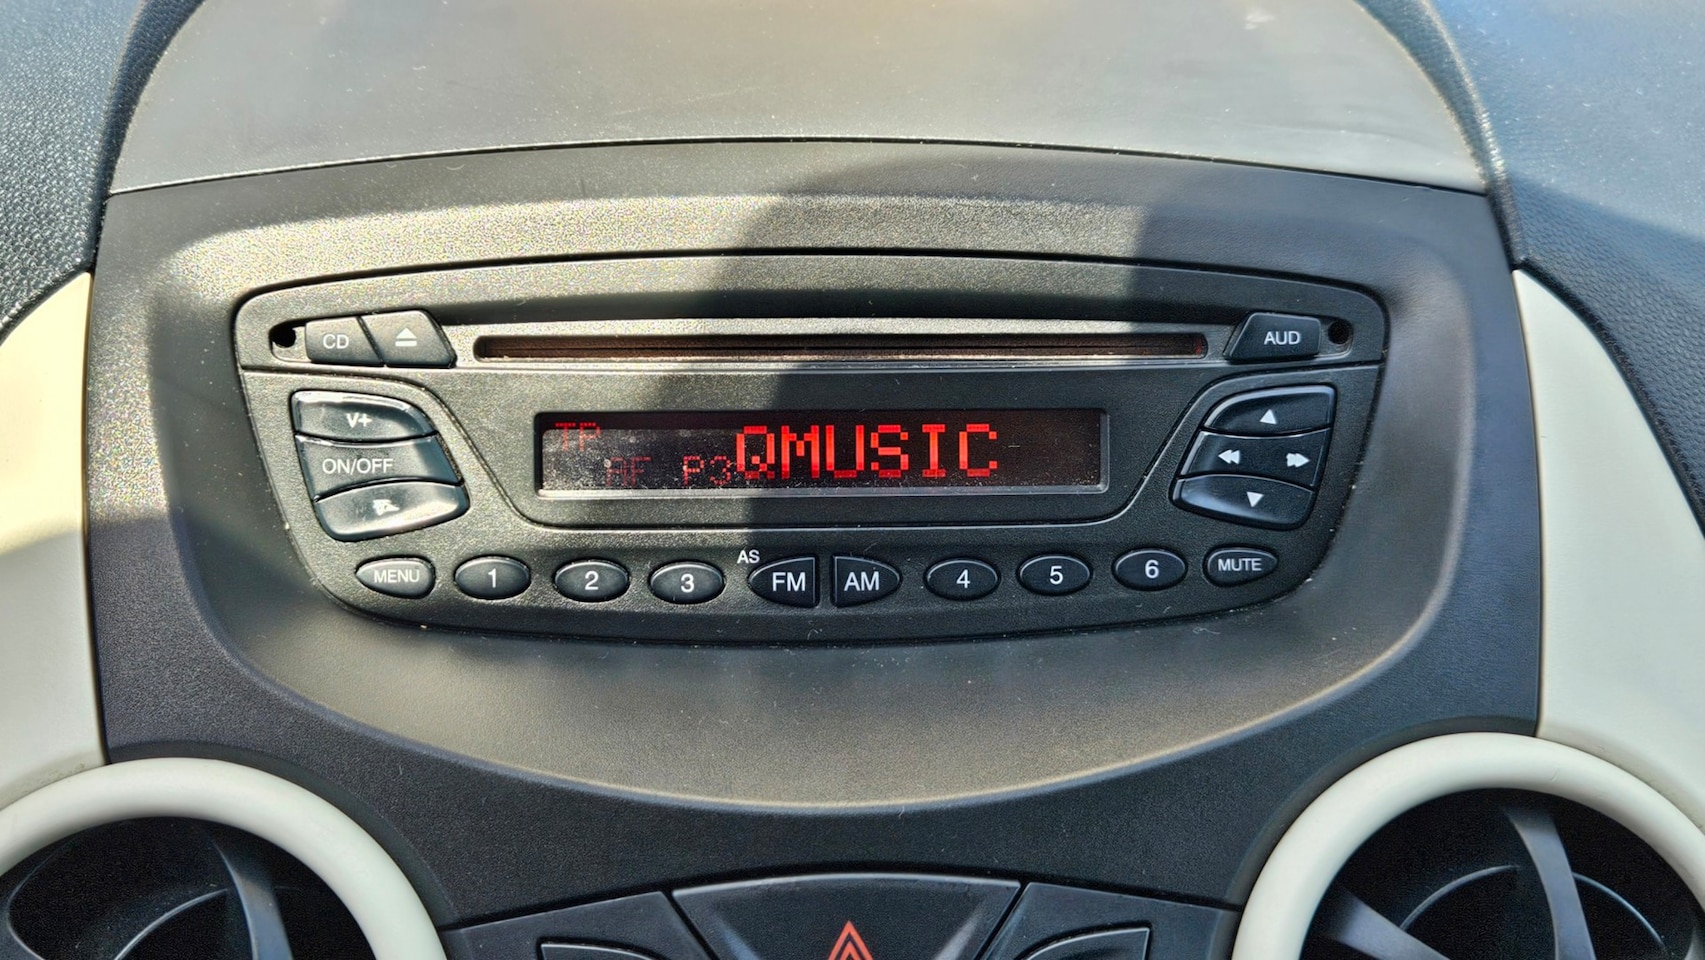 CD
AUD
V+
ON/OFF
TP
AF P3
QMUSIC
AS
MENU 1 2 3 FM AM 4 5 6 MUTE